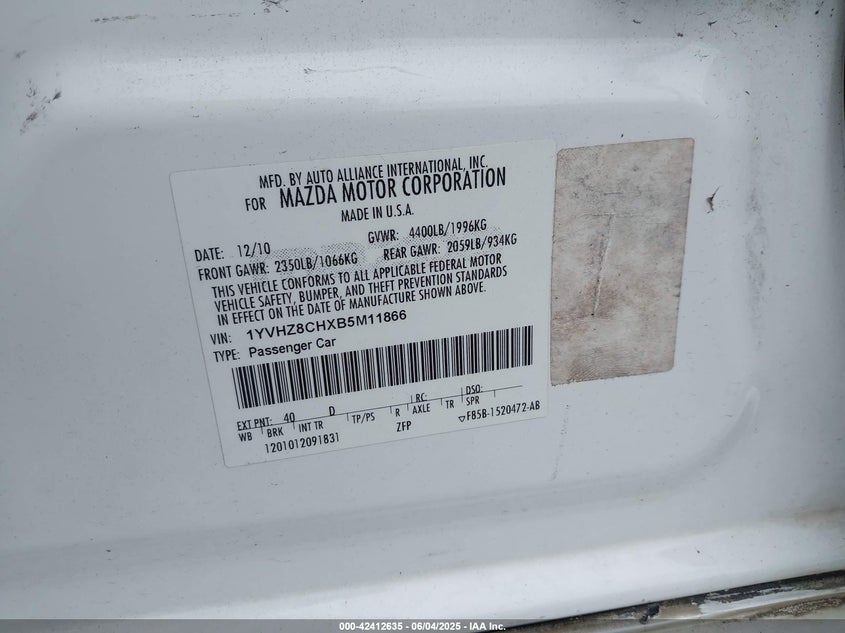 MFD. BY AUTO ALLIANCE INTERNATIONAL, INC.
FOR MAZDA MOTOR CORPORATION
MADE IN U.S.A.
DATE: 12/10 GVWR: 4400LB/1996KG
FRONT GAWR: 2350LB/1066KG REAR GAWR: 2059LB/934KG
THIS VEHICLE CONFORMS TO ALL APPLICABLE FEDERAL MOTOR
VEHICLE SAFETY, BUMPER, AND THEFT PREVENTION STANDARDS
IN EFFECT ON THE DATE OF MANUFACTURE SHOWN ABOVE.
VIN: 1YVHZ8CHXB5M11866
TYPE: Passenger Car
EXT PNT: 40 D RC: DSO:
WB BRK INT TR TP/PS R AXLE TR SPR
1201012091831 ZFP F85B-1520472-AB
000-42412635 - 06/04/2025 - IAA Inc.